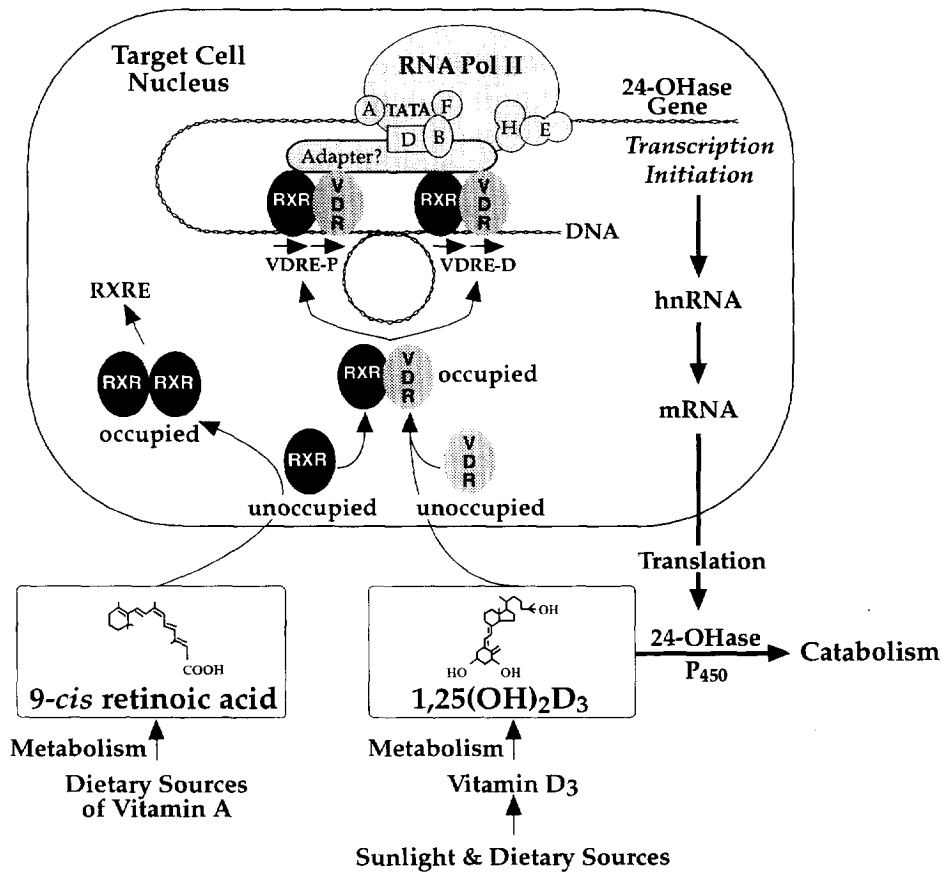 Target Cell
Nucleus
RNA Pol II
A
TATA
F
D
B
H
E
24-OHase
Gene
Adapter?
Transcription
Initiation
RXR
VDR
RXR
VDR
DNA
VDRE-P
VDRE-D
RXRE
hnRNA
RXR
RXR
occupied
RXR
VDR
occupied
mRNA
RXR
unoccupied
VDR
unoccupied
Translation
COOH
9-cis retinoic acid
OH
HO
OH
1,25(OH)₂D₃
24-OHase
P₄₅₀
Catabolism
Metabolism
Dietary Sources
of Vitamin A
Metabolism
Vitamin D₃
Sunlight & Dietary Sources